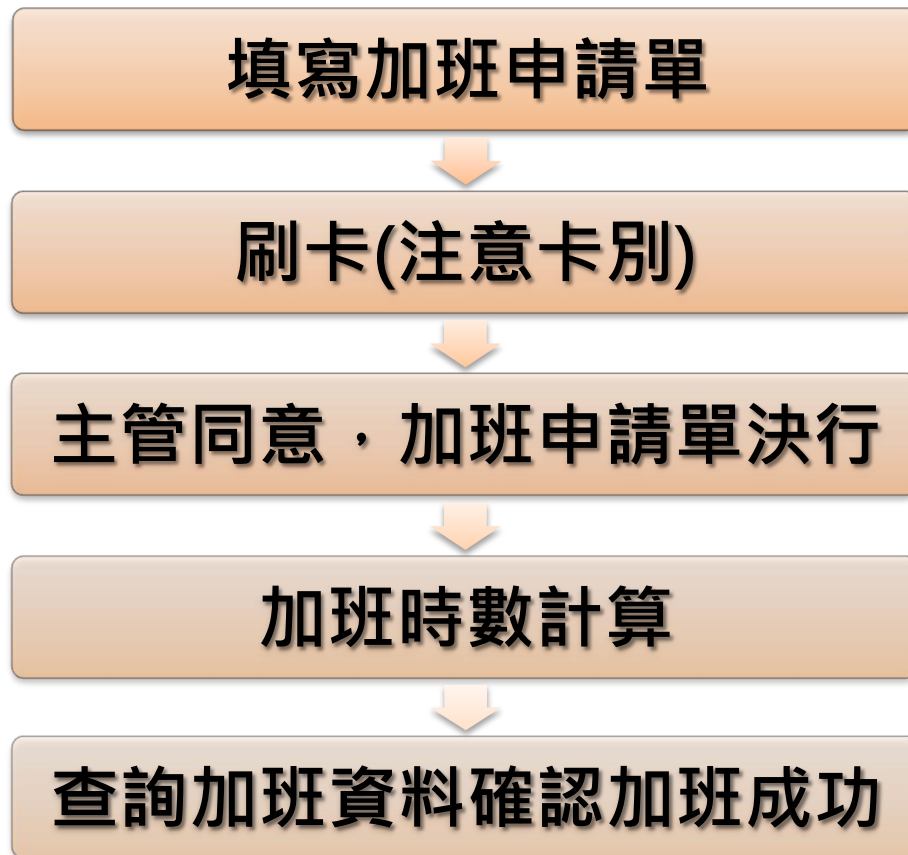 填寫加班申請單
刷卡(注意卡別)
主管同意，加班申請單決行
加班時數計算
查詢加班資料確認加班成功